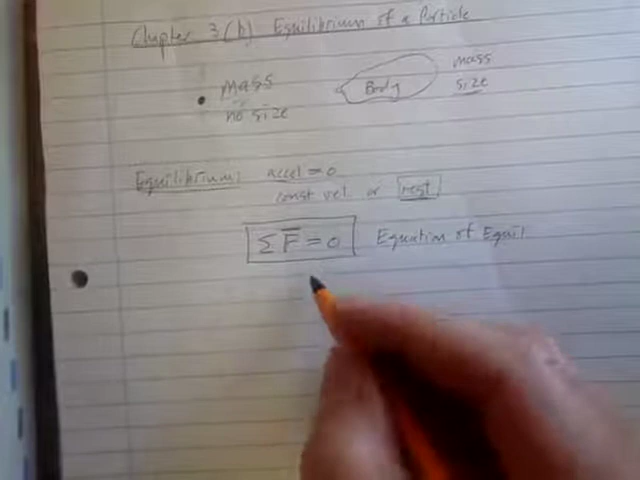 Chapter 3(b) Equilibrium of a Particle
• mass Body mass
no size size
Equilibrium: accel = 0
const vel or rest
Σ F̅ = 0 Equation of Equil